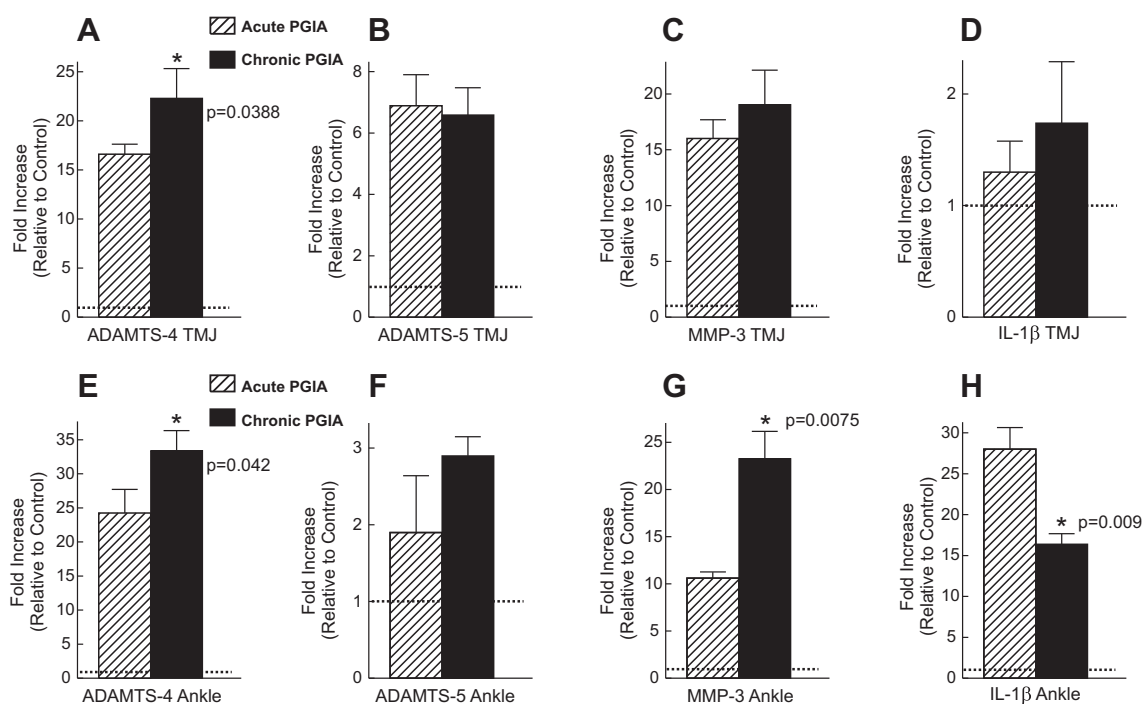 A
Acute PGIA
Chronic PGIA
B
C
D
Fold Increase
(Relative to Control)
25
20
15
10
5
0
*
p=0.0388
ADAMTS-4 TMJ
Fold Increase
(Relative to Control)
8
6
4
2
0
ADAMTS-5 TMJ
Fold Increase
(Relative to Control)
20
15
10
5
0
MMP-3 TMJ
Fold Increase
(Relative to Control)
2
1
0
IL-1β TMJ
E
Acute PGIA
Chronic PGIA
F
G
H
Fold Increase
(Relative to Control)
35
30
25
20
15
10
5
0
*
p=0.042
ADAMTS-4 Ankle
Fold Increase
(Relative to Control)
3
2
1
0
ADAMTS-5 Ankle
Fold Increase
(Relative to Control)
25
20
15
10
5
0
*
p=0.0075
MMP-3 Ankle
Fold Increase
(Relative to Control)
30
25
20
15
10
5
0
*
p=0.009
IL-1β Ankle